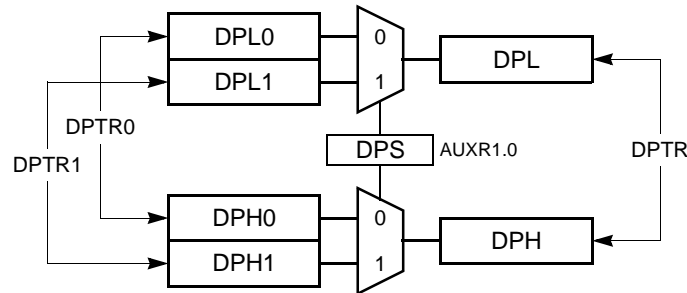 DPL0
0
DPL
DPL1
1
DPTR0
DPS
AUXR1.0
DPTR
DPTR1
DPH0
0
DPH
DPH1
1